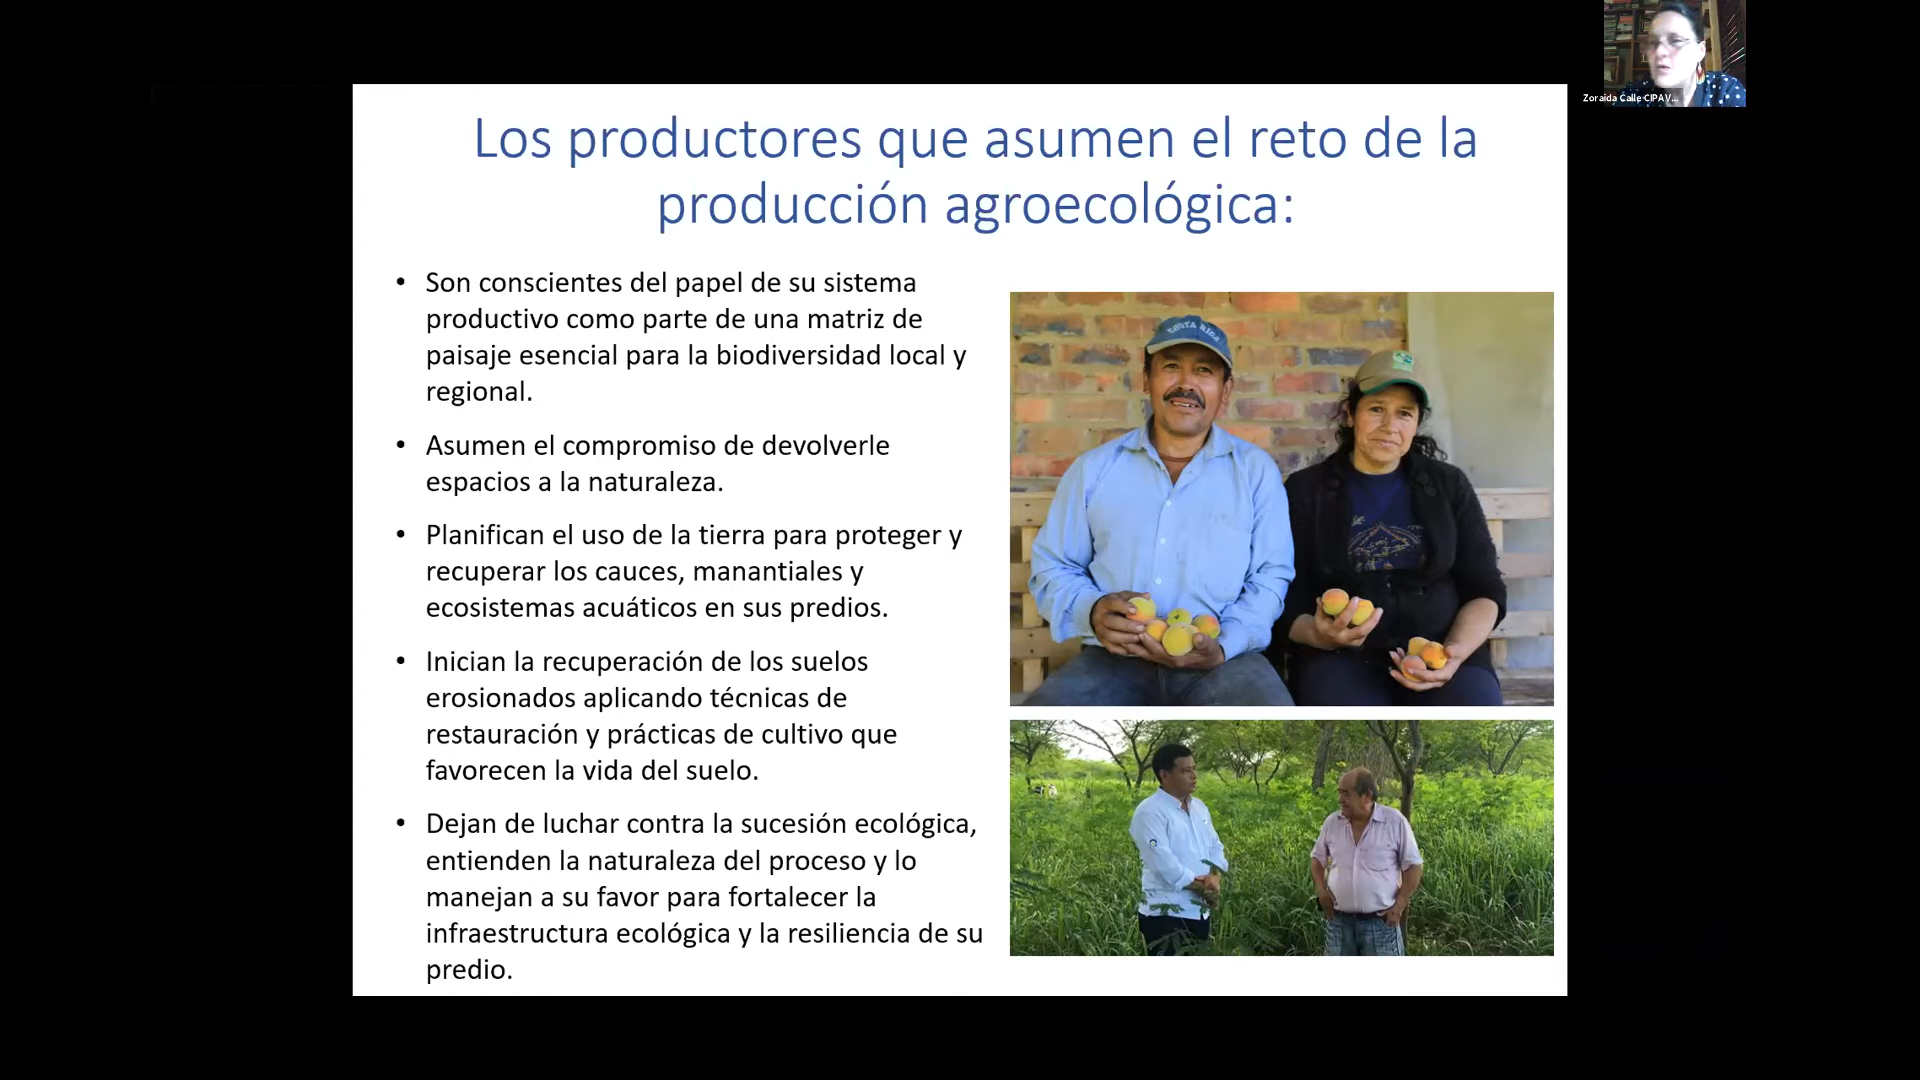 Zoraida Calle CIPAV...
Los productores que asumen el reto de la
producción agroecológica:
• Son conscientes del papel de su sistema
productivo como parte de una matriz de
paisaje esencial para la biodiversidad local y
regional.
• Asumen el compromiso de devolverle
espacios a la naturaleza.
• Planifican el uso de la tierra para proteger y
recuperar los cauces, manantiales y
ecosistemas acuáticos en sus predios.
• Inician la recuperación de los suelos
erosionados aplicando técnicas de
restauración y prácticas de cultivo que
favorecen la vida del suelo.
• Dejan de luchar contra la sucesión ecológica,
entienden la naturaleza del proceso y lo
manejan a su favor para fortalecer la
infraestructura ecológica y la resiliencia de su
predio.
COSTA RICA